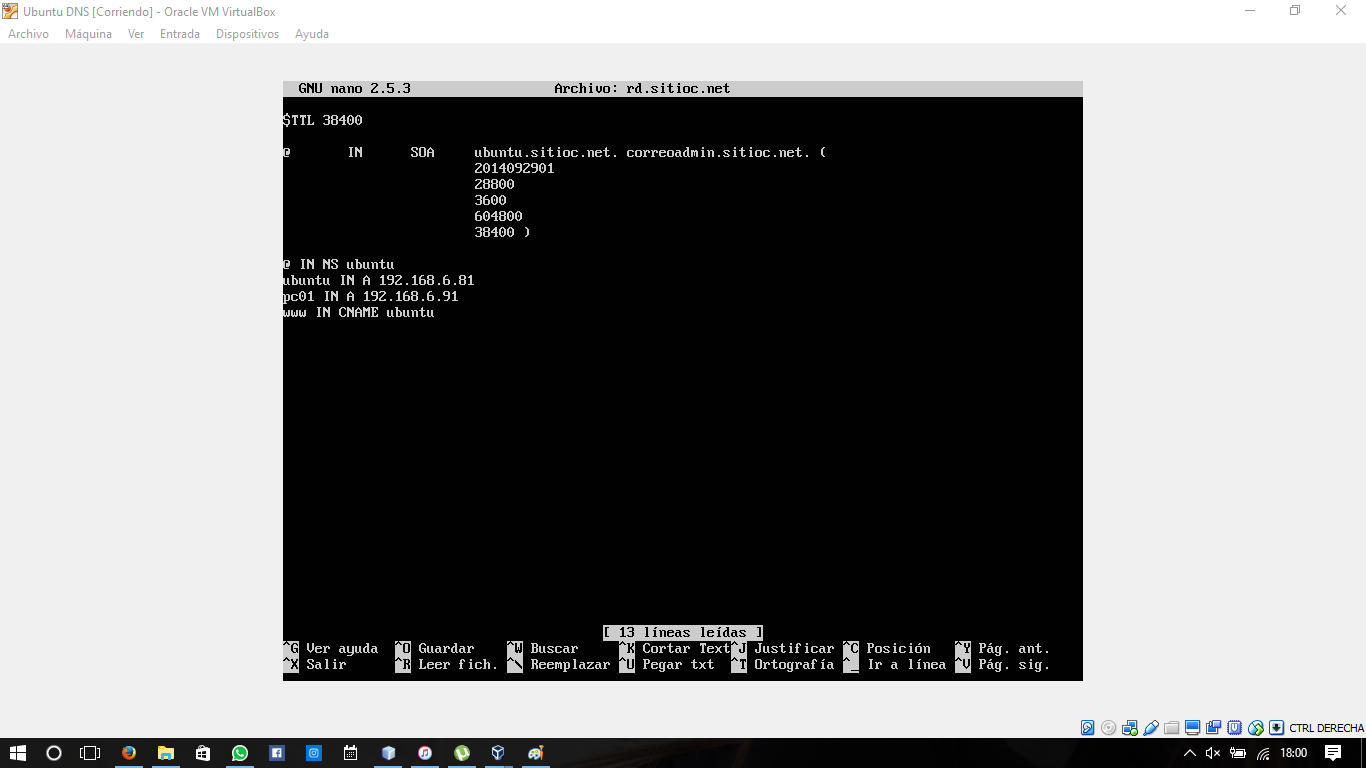 Ubuntu DNS [Corriendo] - Oracle VM VirtualBox
Archivo Máquina Ver Entrada Dispositivos Ayuda
GNU nano 2.5.3 Archivo: rd.sitioc.net
$TTL 38400
@ IN SOA ubuntu.sitioc.net. correoadmin.sitioc.net. (
2014092901
28800
3600
604800
38400 )
@ IN NS ubuntu
ubuntu IN A 192.168.6.81
pc01 IN A 192.168.6.91
www IN CNAME ubuntu
[ 13 líneas leídas ]
^G Ver ayuda ^O Guardar ^W Buscar ^K Cortar Text ^J Justificar ^C Posición ^Y Pág. ant.
^X Salir ^R Leer fich. ^\ Reemplazar ^U Pegar txt ^T Ortografía ^_ Ir a línea ^V Pág. sig.
CTRL DERECHA
18:00